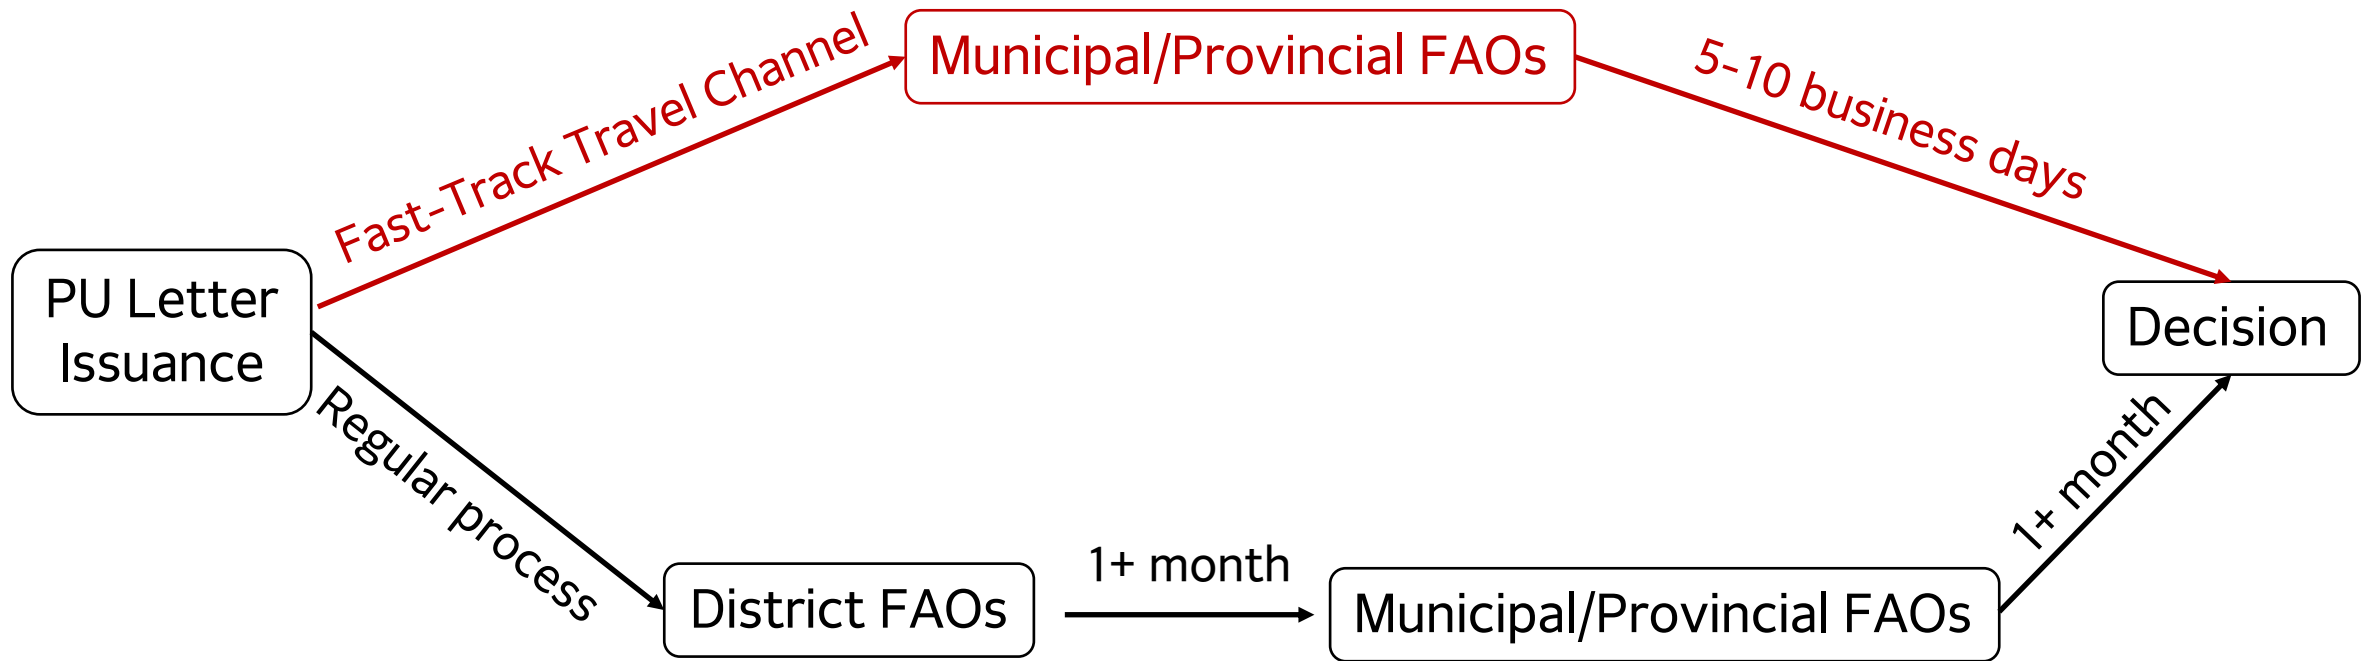 Fast-Track Travel Channel
Municipal/Provincial FAOs
5-10 business days
PU Letter
Issuance
Decision
Regular process
District FAOs
1+ month
Municipal/Provincial FAOs
1+ month